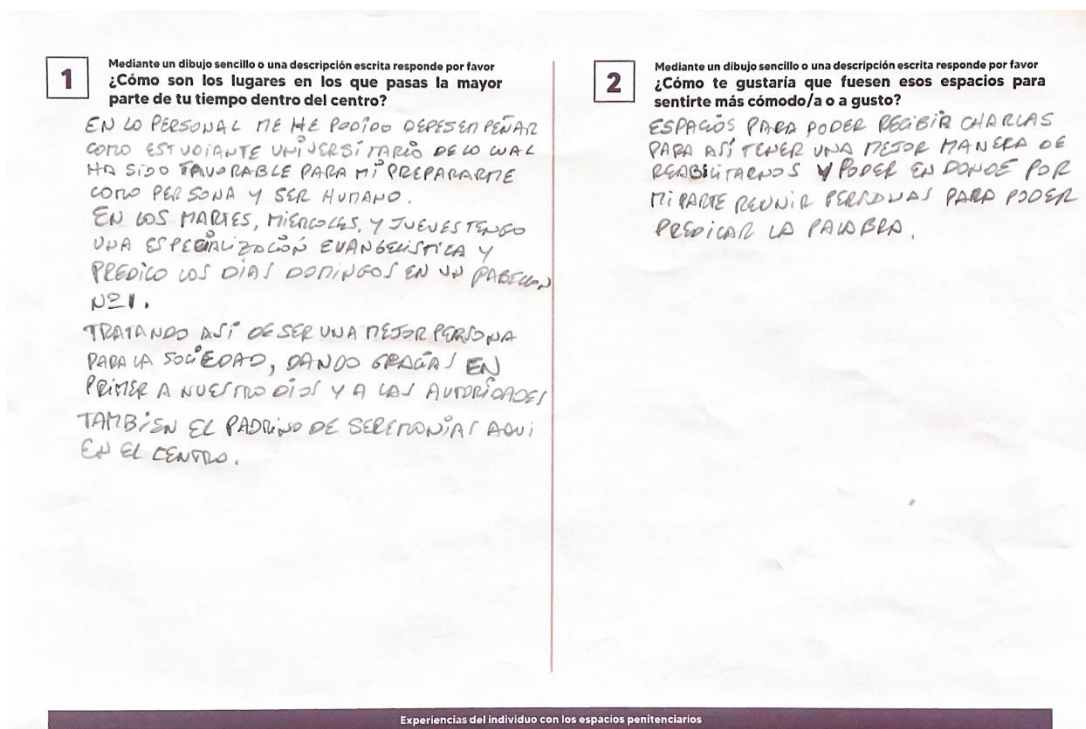 1
Mediante un dibujo sencillo o una descripción escrita responde por favor
¿Cómo son los lugares en los que pasas la mayor
parte de tu tiempo dentro del centro?
EN LO PERSONAL ME HE PODIDO DEPESEMPEÑAR
COMO ESTUDIANTE UNIVERSITARIO DE LO CUAL
HA SIDO FAVORABLE PARA MI PREPARARME
COMO PERSONA Y SER HUMANO.
EN LOS MARTES, MIERCOLES, Y JUEVES TENGO
UNA ESPECIALIZACIÓN EVANGELISTICA Y
PREDICO LOS DIAS DOMINGOS EN UN PABELLON
Nº1.
TRATANDO ASÍ DE SER UNA MEJOR PERSONA
PARA LA SOCIEDAD, DANDO GRACIAS EN
PRIMER A NUESTRO DIOS Y A LAS AUTORIDADES
TAMBIEN EL PADRINO DE SEREMONIAS AQUI
EN EL CENTRO.
2
Mediante un dibujo sencillo o una descripción escrita responde por favor
¿Cómo te gustaría que fuesen esos espacios para
sentirte más cómodo/a o a gusto?
ESPACIOS PARA PODER RECIBIR CHARLAS
PARA ASÍ TENER UNA MEJOR MANERA DE
REABILITARNOS Y PODER EN DONDE POR
MI PARTE REUNIR PERSONAS PARA PODER
PREDICAR LA PALABRA.
Experiencias del individuo con los espacios penitenciarios